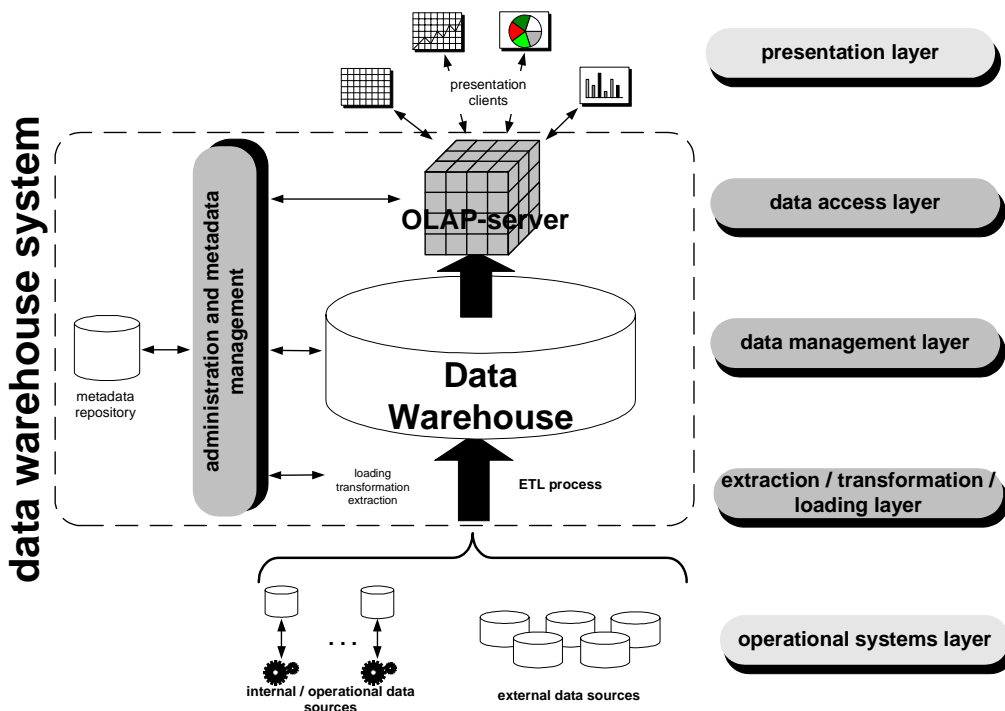 data warehouse system
presentation
clients
presentation layer
OLAP-server
data access layer
administration and metadata
management
metadata
repository
Data
Warehouse
data management layer
loading
transformation
extraction
ETL process
extraction / transformation /
loading layer
. . .
internal / operational data
sources
external data sources
operational systems layer